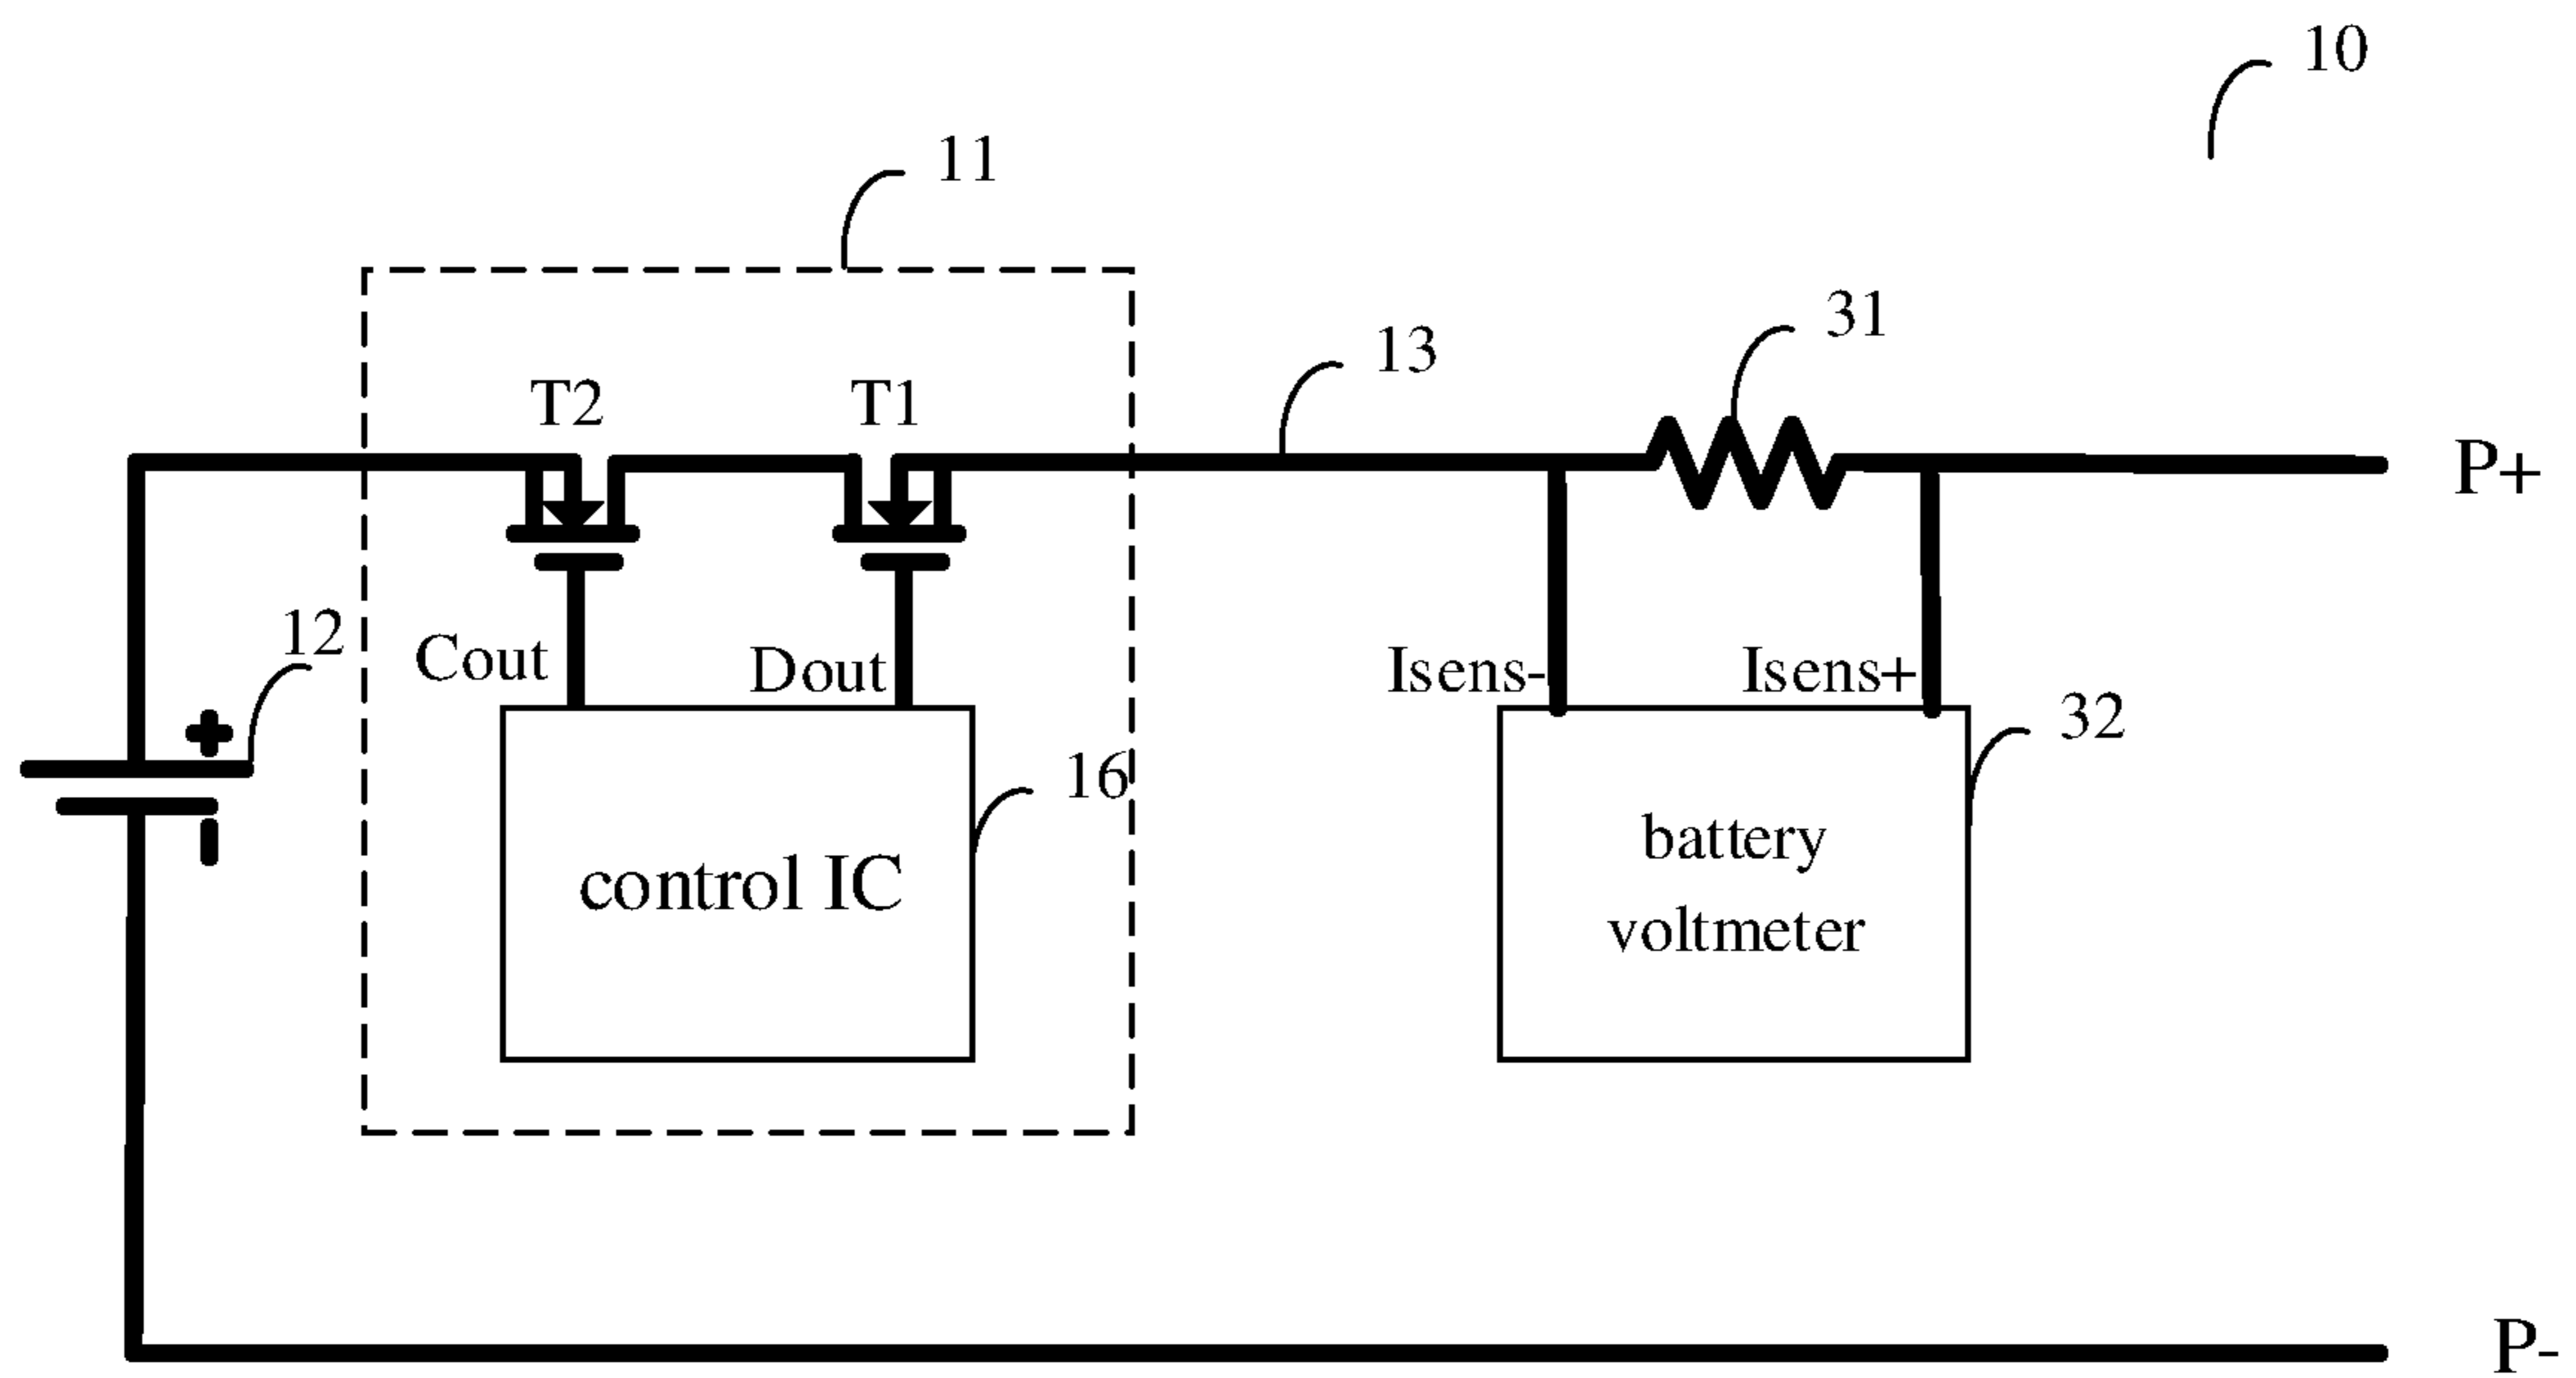 10
11
31
13
T2
T1
P+
12
Cout
Dout
Isens-
Isens+
32
16
+
-
control IC
battery
voltmeter
P-